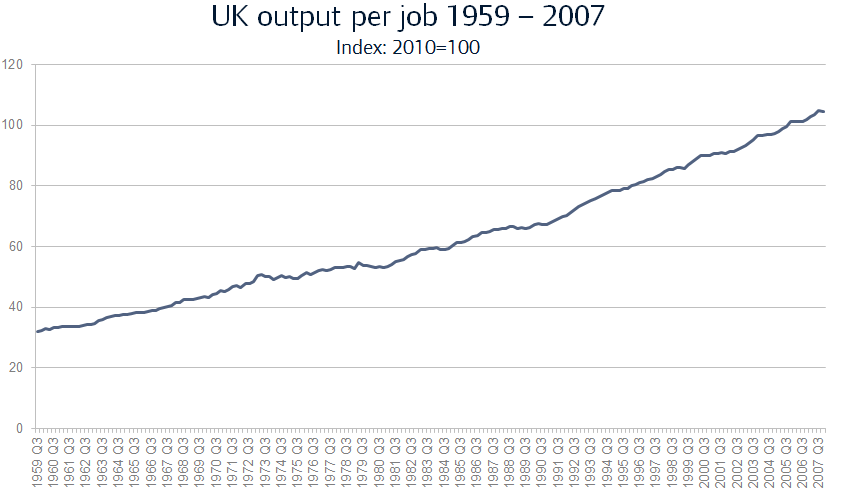 UK output per job 1959 – 2007
Index: 2010=100
120
100
80
60
40
20
0
1959 Q3
1960 Q3
1961 Q3
1962 Q3
1963 Q3
1964 Q3
1965 Q3
1966 Q3
1967 Q3
1968 Q3
1969 Q3
1970 Q3
1971 Q3
1972 Q3
1973 Q3
1974 Q3
1975 Q3
1976 Q3
1977 Q3
1978 Q3
1979 Q3
1980 Q3
1981 Q3
1982 Q3
1983 Q3
1984 Q3
1985 Q3
1986 Q3
1987 Q3
1988 Q3
1989 Q3
1990 Q3
1991 Q3
1992 Q3
1993 Q3
1994 Q3
1995 Q3
1996 Q3
1997 Q3
1998 Q3
1999 Q3
2000 Q3
2001 Q3
2002 Q3
2003 Q3
2004 Q3
2005 Q3
2006 Q3
2007 Q3